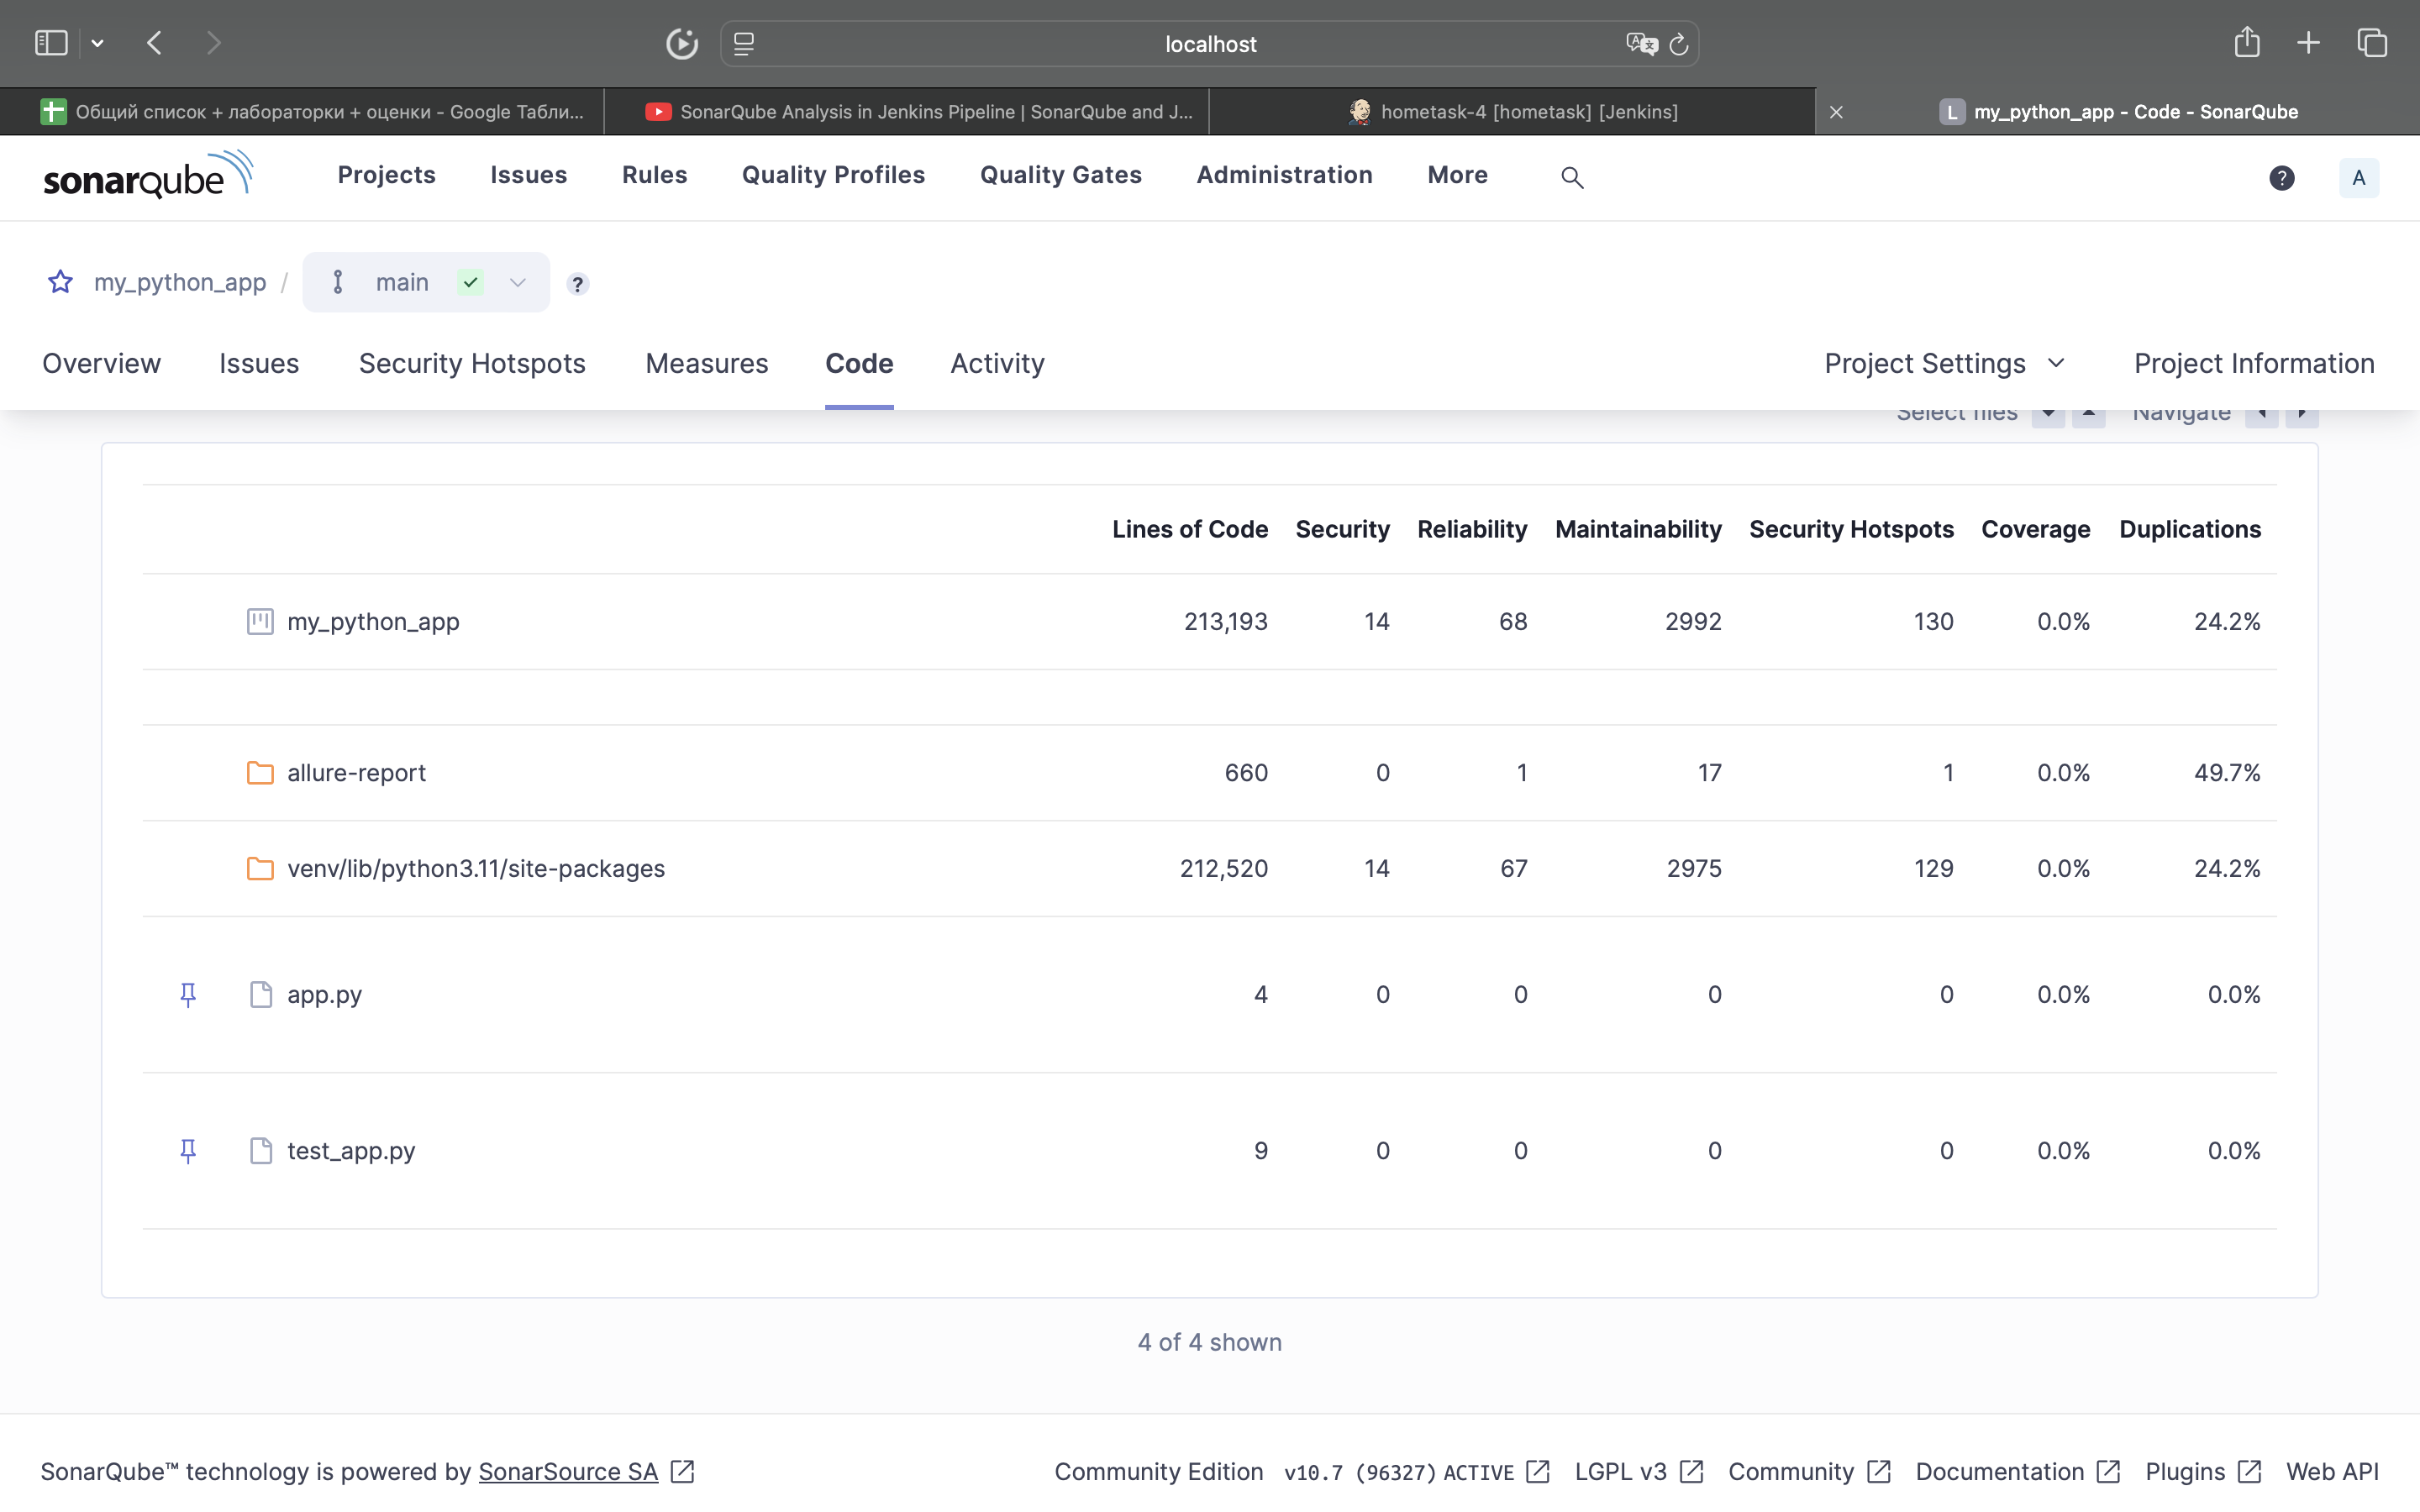 localhost
Общий список + лабораторки + оценки - Google Табли...
SonarQube Analysis in Jenkins Pipeline | SonarQube and J...
hometask-4 [hometask] [Jenkins]
L my_python_app - Code - SonarQube
sonarqube Projects Issues Rules Quality Profiles Quality Gates Administration More ? A
my_python_app / main ?
Overview Issues Security Hotspots Measures Code Activity Project Settings Project Information
Select files Navigate
Lines of Code Security Reliability Maintainability Security Hotspots Coverage Duplications
my_python_app 213,193 14 68 2992 130 0.0% 24.2%
allure-report 660 0 1 17 1 0.0% 49.7%
venv/lib/python3.11/site-packages 212,520 14 67 2975 129 0.0% 24.2%
app.py 4 0 0 0 0 0.0% 0.0%
test_app.py 9 0 0 0 0 0.0% 0.0%
4 of 4 shown
SonarQube™ technology is powered by SonarSource SA Community Edition v10.7 (96327) ACTIVE LGPL v3 Community Documentation Plugins Web API